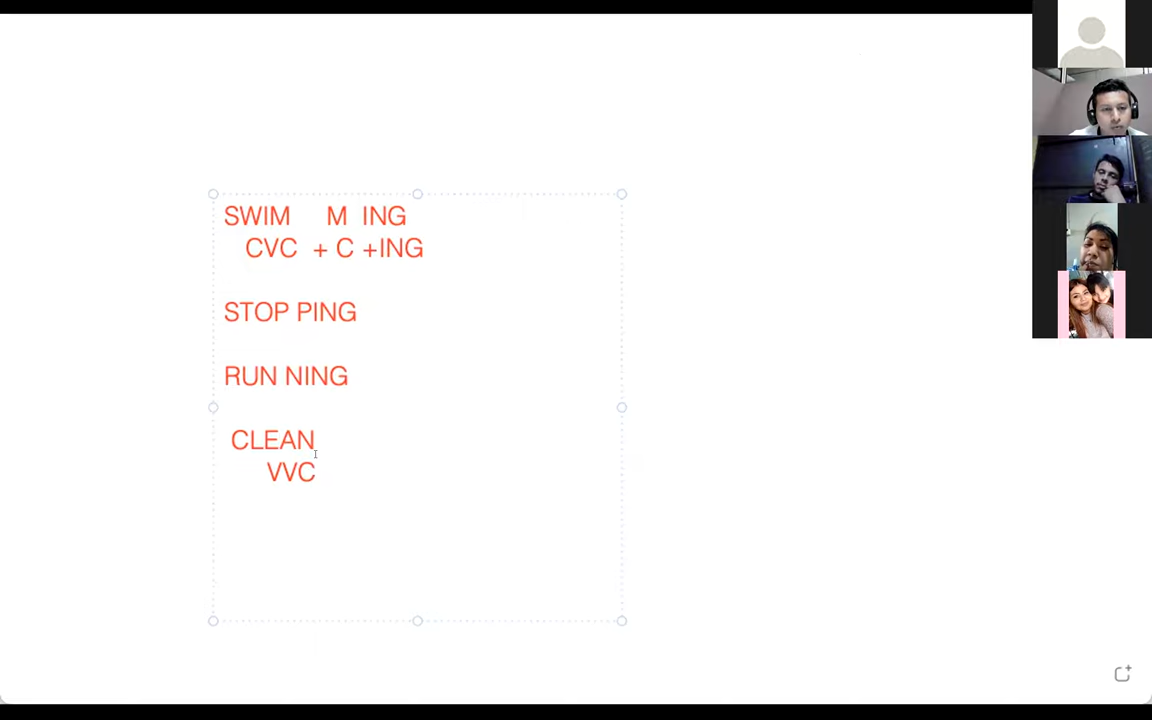 SWIM M ING
CVC + C +ING
STOP PING
RUN NING
CLEAN
VVC